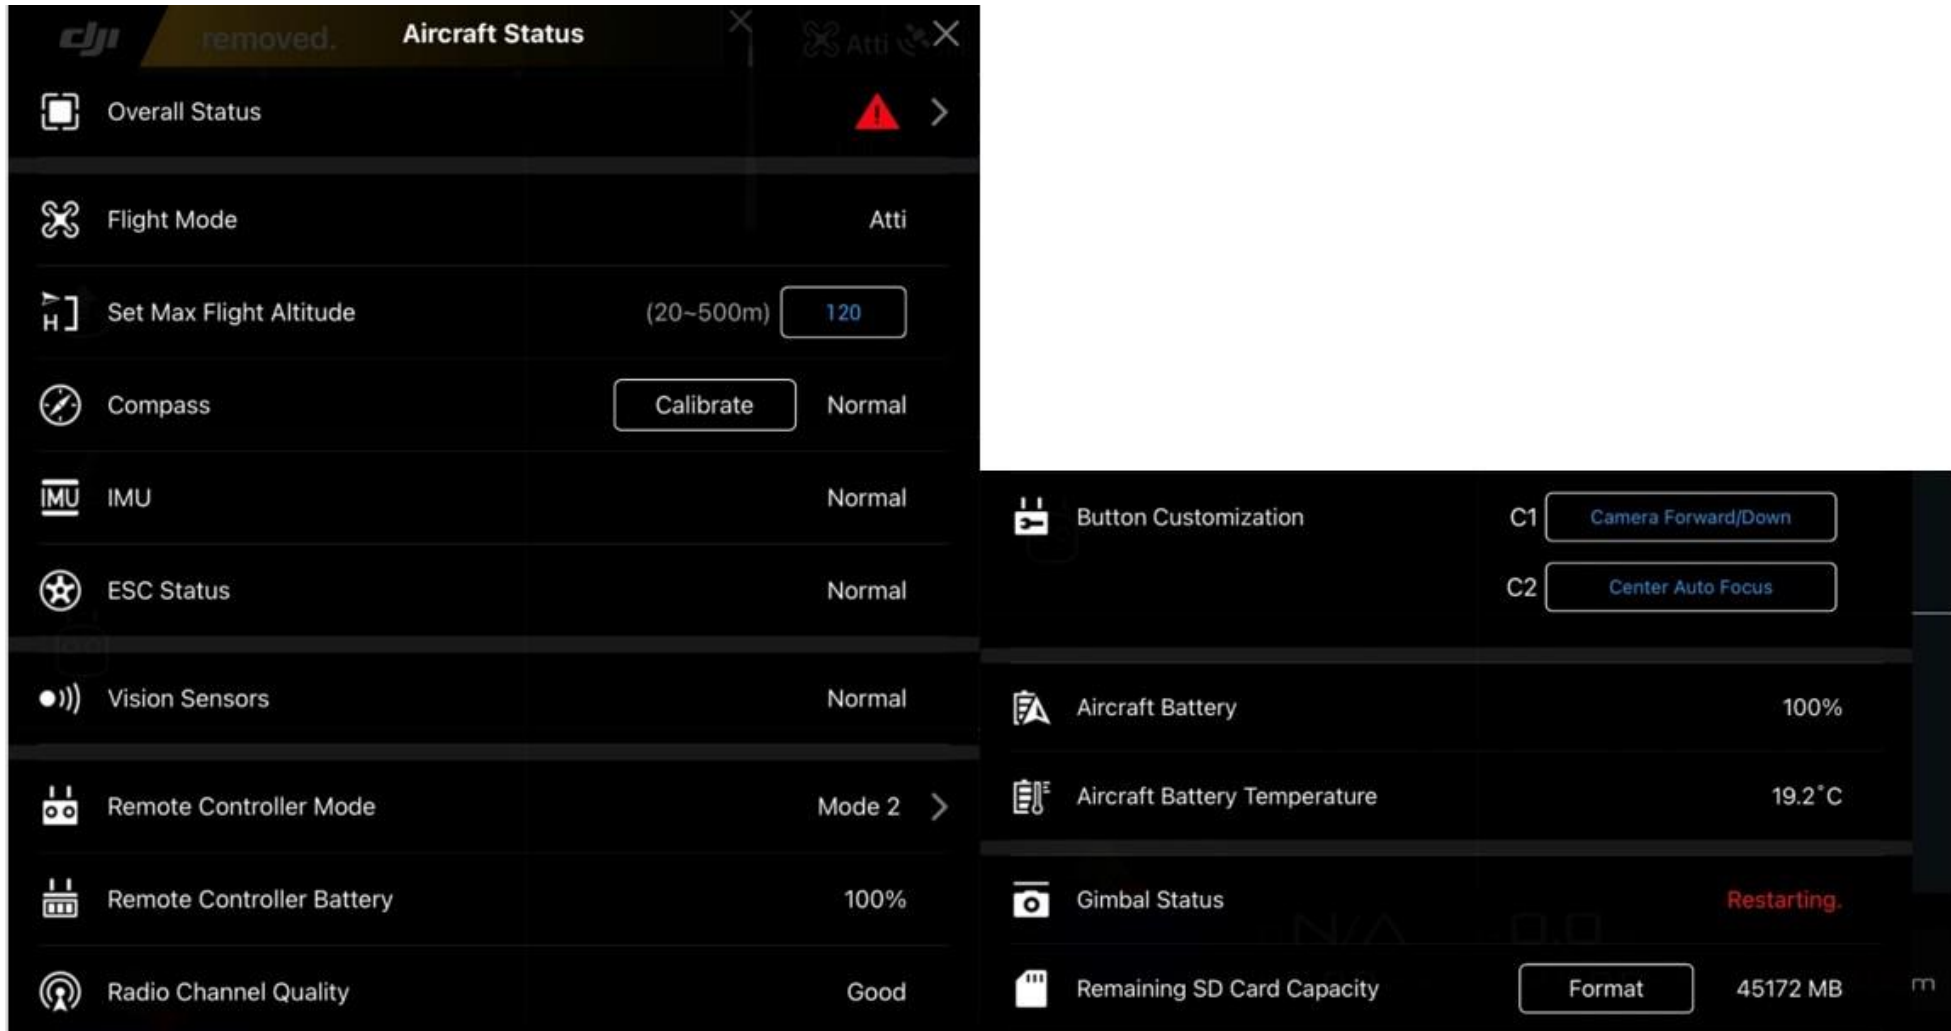 dji
removed.
Aircraft Status
Atti
Overall Status
Flight Mode
Atti
H
Set Max Flight Altitude
(20~500m)
120
Compass
Calibrate
Normal
IMU
IMU
Normal
ESC Status
Normal
Vision Sensors
Normal
Remote Controller Mode
Mode 2
Remote Controller Battery
100%
Radio Channel Quality
Good
Button Customization
C1
Camera Forward/Down
C2
Center Auto Focus
Aircraft Battery
100%
Aircraft Battery Temperature
19.2°C
Gimbal Status
Restarting.
N/A
0.0
Remaining SD Card Capacity
Format
45172 MB
m